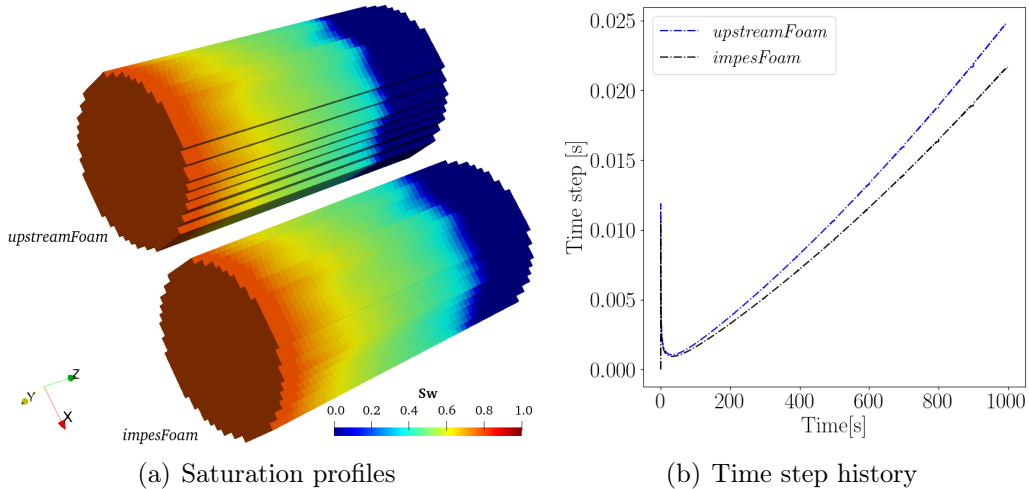 upstreamFoam
impesFoam
Z
Y
X
Sw
0.0 0.2 0.4 0.6 0.8 1.0
(a) Saturation profiles
upstreamFoam
impesFoam
Time step [s]
0.025
0.020
0.015
0.010
0.005
0.000
0 200 400 600 800 1000
Time[s]
(b) Time step history